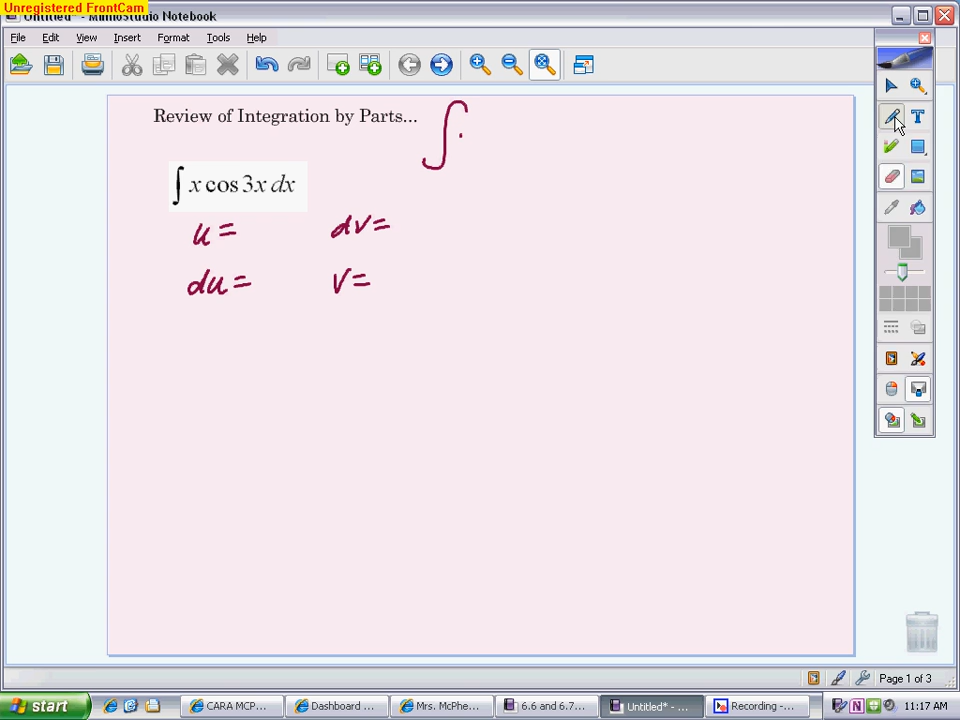 Unregistered FrontCam
Untitled* - MimioStudio Notebook
File Edit View Insert Format Tools Help
Review of Integration by Parts...
∫
∫ x cos 3x dx
u = dv =
du = v =
Page 1 of 3
start CARA MCP... Dashboard ... Mrs. McPhe... 6.6 and 6.7... Untitled* - ... Recording -... 11:17 AM